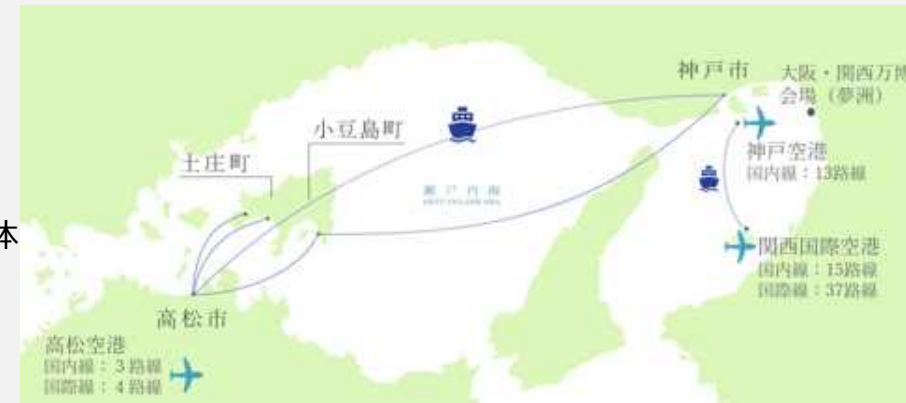 神戸市
大阪・関西万博
会場（夢洲）
小豆島町
土庄町
神戸空港
国内線：13路線
瀬戸内海
体
関西国際空港
国内線：15路線
国際線：37路線
高松市
高松空港
国内線：３路線
国際線：４路線